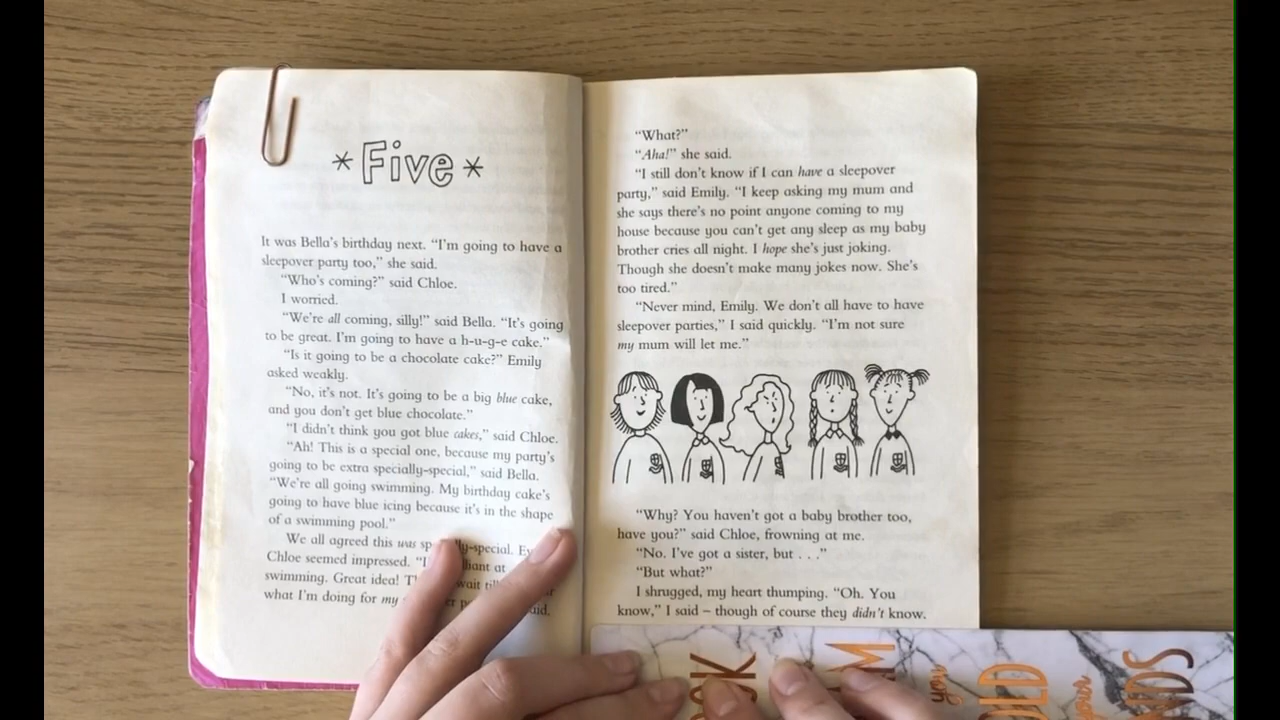 * Five *
It was Bella's birthday next. “I'm going to have a
sleepover party too,” she said.
“Who's coming?” said Chloe.
I worried.
“We're all coming, silly!” said Bella. “It's going
to be great. I'm going to have a h-u-g-e cake.”
“Is it going to be a chocolate cake?” Emily
asked weakly.
“No, it's not. It's going to be a big blue cake,
and you don't get blue chocolate.”
“I didn't think you got blue cakes,” said Chloe.
“Ah! This is a special one, because my party's
going to be extra specially-special,” said Bella.
“We're all going swimming. My birthday cake's
going to have blue icing because it's in the shape
of a swimming pool.”
We all agreed this was -special.
Chloe seemed impressed. at
swimming. Great idea! wait
what I'm doing for my
“What?”
“Aha!” she said.
“I still don't know if I can have a sleepover
party,” said Emily. “I keep asking my mum and
she says there's no point anyone coming to my
house because you can't get any sleep as my baby
brother cries all night. I hope she's just joking.
Though she doesn't make many jokes now. She's
too tired.”
“Never mind, Emily. We don't all have to have
sleepover parties,” I said quickly. “I'm not sure
my mum will let me.”
“Why? You haven't got a baby brother too,
have you?” said Chloe, frowning at me.
“No. I've got a sister, but . . .”
“But what?”
I shrugged, my heart thumping. “Oh. You
know,” I said – though of course they didn't know.
you
your